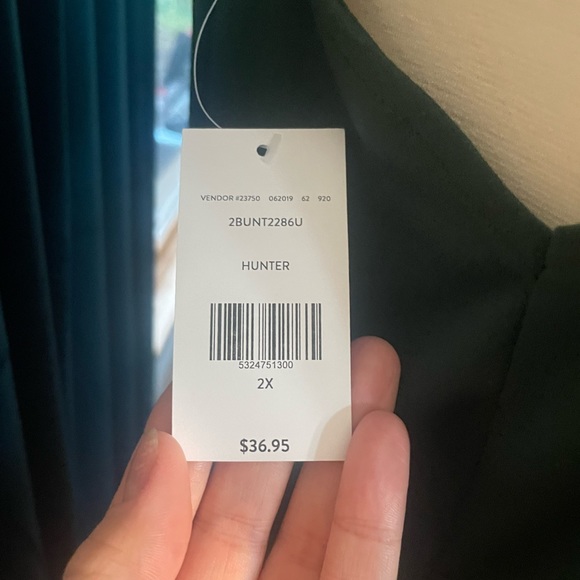 VENDOR #23750 062019 62 920
2BUNT2286U
HUNTER
5324751300
2X
$36.95